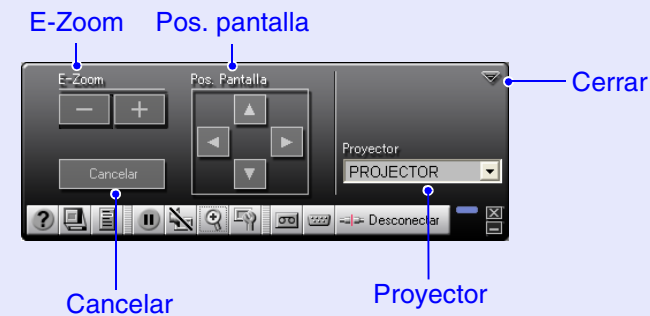 E-Zoom Pos. pantalla
E-Zoom Pos. Pantalla
Cerrar
Proyector
PROJECTOR
Cancelar
Desconectar
Cancelar Proyector